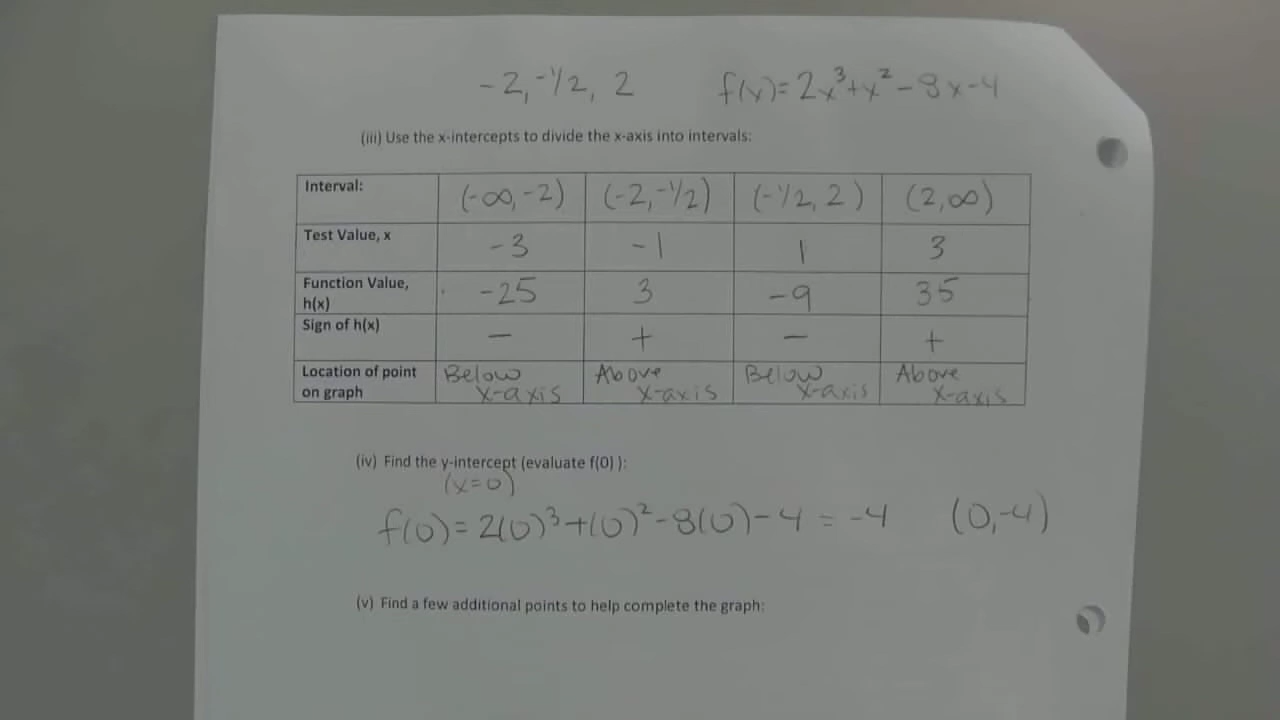 -2, -1/2, 2 f(x)=2x³+x²-8x-4
(iii) Use the x-intercepts to divide the x-axis into intervals:
Interval: (-∞,-2) (-2,-1/2) (-1/2, 2) (2,∞)
Test Value, x -3 -1 1 3
Function Value, h(x) -25 3 -9 35
Sign of h(x) - + - +
Location of point on graph Below x-axis Above x-axis Below x-axis Above x-axis
(iv) Find the y-intercept (evaluate f(0) ):
(x=0)
f(0)=2(0)³+(0)²-8(0)-4=-4 (0,-4)
(v) Find a few additional points to help complete the graph: